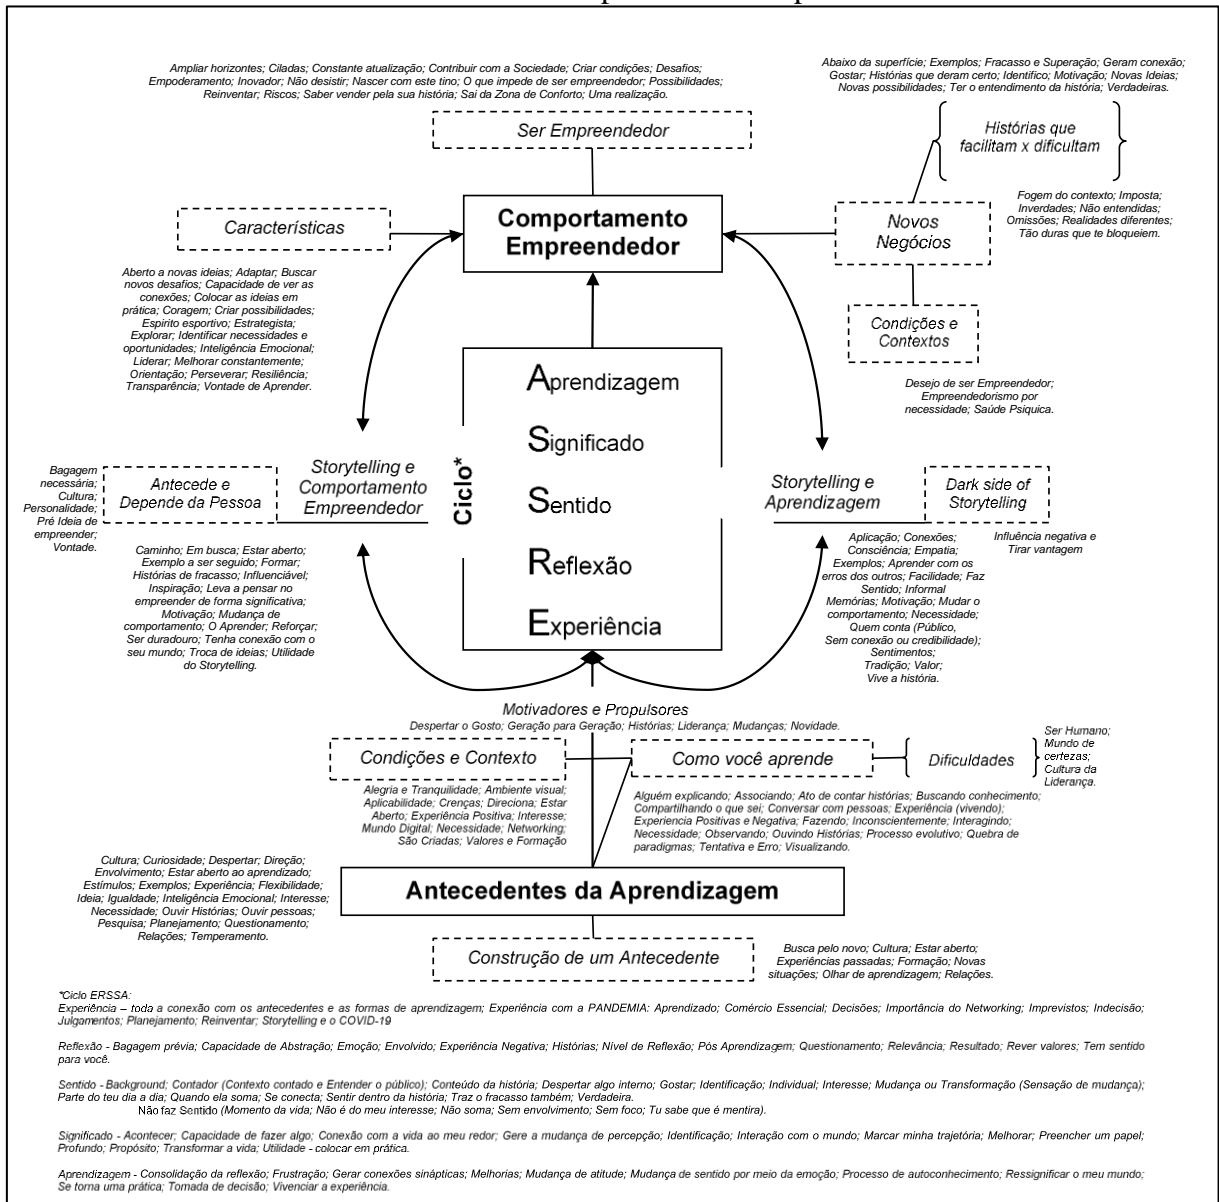 Ampliar horizontes; Ciladas; Constante atualização; Contribuir com a Sociedade; Criar condições; Desafios;
Empoderamento; Inovador; Não desistir; Nascer com este tino; O que impede de ser empreendedor; Possibilidades;
Reinventar; Riscos; Saber vender pela sua história; Sai da Zona de Conforto; Uma realização.
Abaixo da superfície; Exemplos; Fracasso e Superação; Geram conexão;
Gostar; Histórias que deram certo; Identifico; Motivação; Novas Ideias;
Novas possibilidades; Ter o entendimento da história; Verdadeiras.
Ser Empreendedor
Histórias que
facilitam x dificultam
Fogem do contexto; Imposta;
Inverdades; Não entendidas;
Omissões; Realidades diferentes;
Tão duras que te bloqueiem.
Características
Comportamento
Empreendedor
Novos
Negócios
Aberto a novas ideias; Adaptar; Buscar
novos desafios; Capacidade de ver as
conexões; Colocar as ideias em
prática; Coragem; Criar possibilidades;
Espirito esportivo; Estrategista;
Explorar; Identificar necessidades e
oportunidades; Inteligência Emocional;
Liderar; Melhorar constantemente;
Orientação; Perseverar; Resiliência;
Transparência; Vontade de Aprender.
Condições e
Contextos
Desejo de ser Empreendedor;
Empreendedorismo por
necessidade; Saúde Psiquica.
Ciclo*
Aprendizagem
Significado
Sentido
Reflexão
Experiência
Bagagem
necessária;
Cultura;
Personalidade;
Pré Ideia de
empreender;
Vontade.
Antecede e
Depende da Pessoa
Storytelling e
Comportamento
Empreendedor
Storytelling e
Aprendizagem
Dark side of
Storytelling
Influência negativa e
Tirar vantagem
Caminho; Em busca; Estar aberto;
Exemplo a ser seguido; Formar;
Histórias de fracasso; Influenciável;
Inspiração; Leva a pensar no
empreender de forma significativa;
Motivação; Mudança de
comportamento; O Aprender; Reforçar;
Ser duradouro; Tenha conexão com o
seu mundo; Troca de ideias; Utilidade
do Storytelling.
Aplicação; Conexões;
Consciência; Empatia;
Exemplos; Aprender com os
erros dos outros; Facilidade; Faz
Sentido; Informal
Memórias; Motivação; Mudar o
comportamento; Necessidade;
Quem conta (Público,
Sem conexão ou credibilidade);
Sentimentos;
Tradição; Valor;
Vive a história.
Motivadores e Propulsores
Despertar o Gosto; Geração para Geração; Histórias; Liderança; Mudanças; Novidade.
Condições e Contexto
Como você aprende
Dificuldades
Ser Humano;
Mundo de
certezas;
Cultura da
Liderança.
Alegria e Tranquilidade; Ambiente visual;
Aplicabilidade; Crenças; Direciona; Estar
Aberto; Experiência Positiva; Interesse;
Mundo Digital; Necessidade; Networking;
São Criadas; Valores e Formação
Alguém explicando; Associando; Ato de contar histórias; Buscando conhecimento;
Compartilhando o que sei; Conversar com pessoas; Experiência (vivendo);
Experiencia Positivas e Negativa; Fazendo; Inconscientemente; Interagindo;
Necessidade; Observando; Ouvindo Histórias; Processo evolutivo; Quebra de
paradigmas; Tentativa e Erro; Visualizando.
Cultura; Curiosidade; Despertar; Direção;
Envolvimento; Estar aberto ao aprendizado;
Estímulos; Exemplos; Experiência; Flexibilidade;
Ideia; Igualdade; Inteligência Emocional; Interesse;
Necessidade; Ouvir Histórias; Ouvir pessoas;
Pesquisa; Planejamento; Questionamento;
Relações; Temperamento.
Antecedentes da Aprendizagem
Construção de um Antecedente
Busca pelo novo; Cultura; Estar aberto;
Experiências passadas; Formação; Novas
situações; Olhar de aprendizagem; Relações.
*Ciclo ERSSA:
Experiência – toda a conexão com os antecedentes e as formas de aprendizagem; Experiência com a PANDEMIA: Aprendizado; Comércio Essencial; Decisões; Importância do Networking; Imprevistos; Indecisão;
Julgamentos; Planejamento; Reinventar; Storytelling e o COVID-19
Reflexão - Bagagem prévia; Capacidade de Abstração; Emoção; Envolvido; Experiência Negativa; Histórias; Nível de Reflexão; Pós Aprendizagem; Questionamento; Relevância; Resultado; Rever valores; Tem sentido
para você.
Sentido - Background; Contador (Contexto contado e Entender o público); Conteúdo da história; Despertar algo interno; Gostar; Identificação; Individual; Interesse; Mudança ou Transformação (Sensação de mudança);
Parte do teu dia a dia; Quando ela soma; Se conecta; Sentir dentro da história; Traz o fracasso também; Verdadeira.
Não faz Sentido (Momento da vida; Não é do meu interesse; Não soma; Sem envolvimento; Sem foco; Tu sabe que é mentira).
Significado - Acontecer; Capacidade de fazer algo; Conexão com a vida ao meu redor; Gere a mudança de percepção; Identificação; Interação com o mundo; Marcar minha trajetória; Melhorar; Preencher um papel;
Profundo; Propósito; Transformar a vida; Utilidade - colocar em prática.
Aprendizagem - Consolidação da reflexão; Frustração; Gerar conexões sinápticas; Melhorias; Mudança de atitude; Mudança de sentido por meio da emoção; Processo de autoconhecimento; Ressignificar o meu mundo;
Se torna uma prática; Tomada de decisão; Vivenciar a experiência.